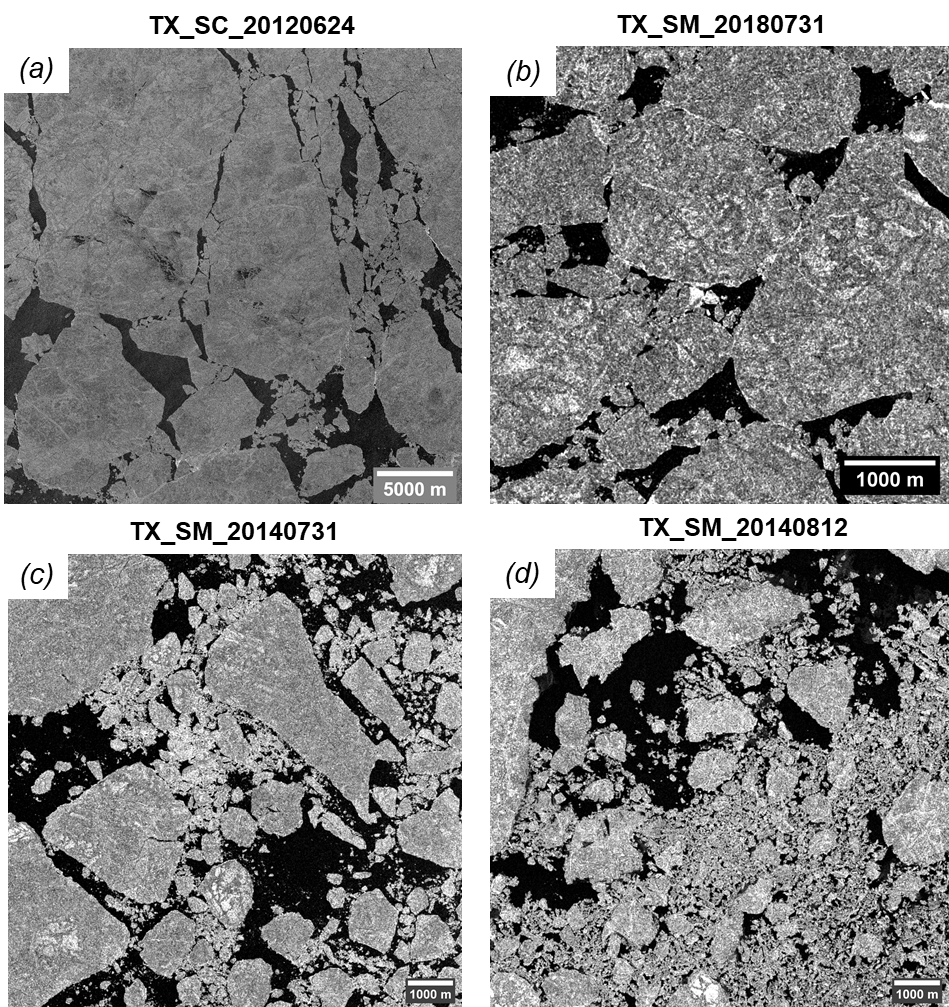 TX_SC_20120624
(a)
5000 m
TX_SM_20180731
(b)
1000 m
TX_SM_20140731
(c)
1000 m
TX_SM_20140812
(d)
1000 m